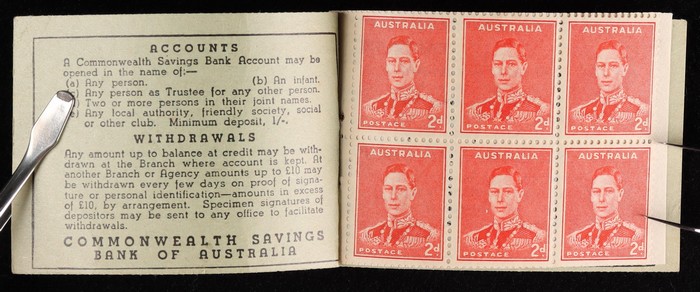 ACCOUNTS
A Commonwealth Savings Bank Account may be
opened in the name of:—
(a) Any person. (b) An infant.
Any person as Trustee for any other person.
Two or more persons in their joint names.
Any local authority, friendly society, social
or other club. Minimum deposit, 1/-.
WITHDRAWALS
Any amount up to balance at credit may be with-
drawn at the Branch where account is kept. At
another Branch or Agency amounts up to £10 may
be withdrawn every few days on proof of signa-
ture or personal identification—amounts in excess
of £10, by arrangement. Specimen signatures of
depositors may be sent to any office to facilitate
withdrawals.
COMMONWEALTH SAVINGS
BANK OF AUSTRALIA
AUSTRALIA
POSTAGE 2d
AUSTRALIA
POSTAGE 2d
AUSTRALIA
POSTAGE 2d
AUSTRALIA
POSTAGE 2d
AUSTRALIA
POSTAGE 2d
AUSTRALIA
POSTAGE 2d